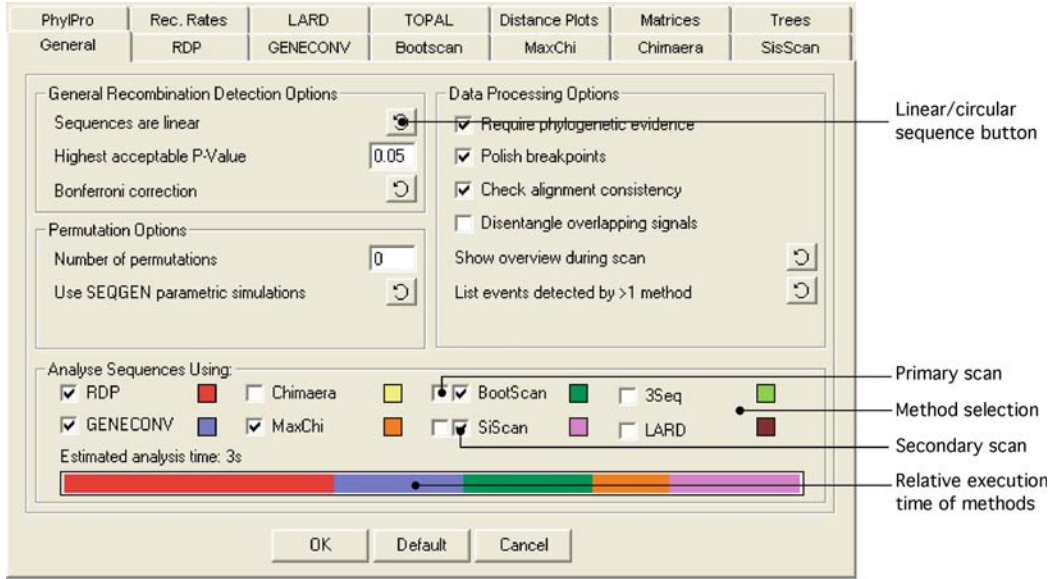 PhylPro Rec. Rates LARD TOPAL Distance Plots Matrices Trees
General RDP GENECONV Bootscan MaxChi Chimaera SisScan
General Recombination Detection Options
Sequences are linear
Highest acceptable P-Value 0.05
Bonferroni correction
Permutation Options
Number of permutations 0
Use SEQGEN parametric simulations
Data Processing Options
Require phylogenetic evidence
Polish breakpoints
Check alignment consistency
Disentangle overlapping signals
Show overview during scan
List events detected by >1 method
Analyse Sequences Using:
RDP Chimaera BootScan 3Seq
GENECONV MaxChi SiScan LARD
Estimated analysis time: 3s
OK Default Cancel
Linear/circular
sequence button
Primary scan
Method selection
Secondary scan
Relative execution
time of methods